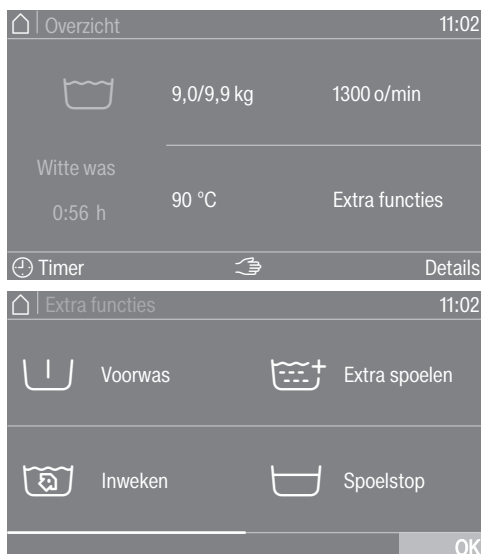 Overzicht 11:02
9,0/9,9 kg 1300 o/min
Witte was
0:56 h
90 °C Extra functies
Timer Details
Extra functies 11:02
Voorwas Extra spoelen
Inweken Spoelstop
OK